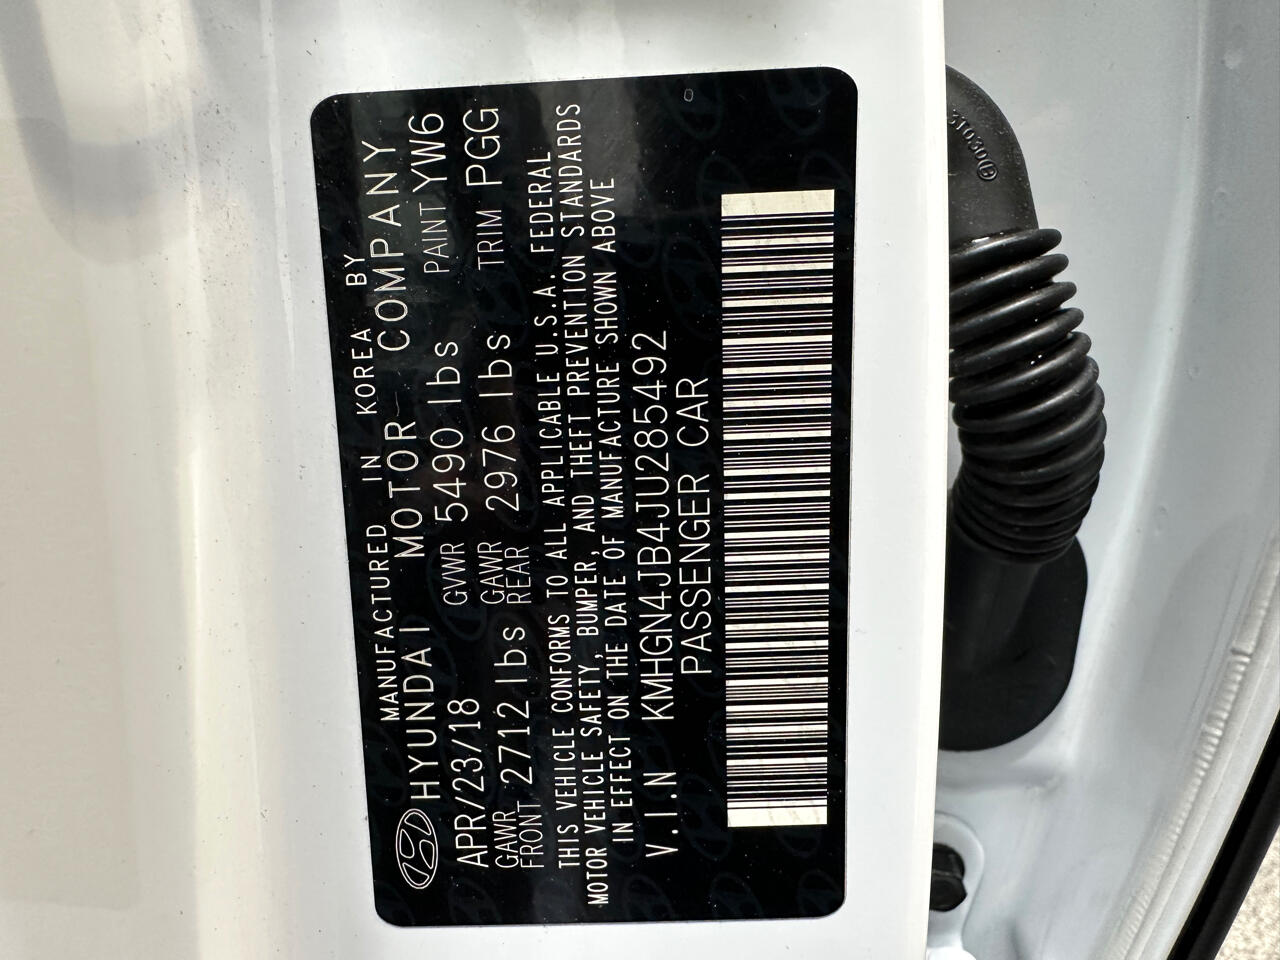 MANUFACTURED IN KOREA BY
HYUNDAI MOTOR COMPANY
APR/23/18 GVWR 5490 lbs PAINT YW6
GAWR FRONT 2712 lbs GAWR REAR 2976 lbs TRIM PGG
THIS VEHICLE CONFORMS TO ALL APPLICABLE U.S.A. FEDERAL
MOTOR VEHICLE SAFETY, BUMPER, AND THEFT PREVENTION STANDARDS
IN EFFECT ON THE DATE OF MANUFACTURE SHOWN ABOVE
V.I.N KMHGN4JB4JU285492
PASSENGER CAR